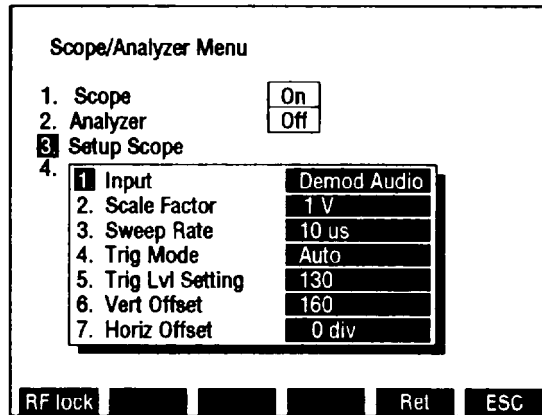 Scope/Analyzer Menu
1. Scope On
2. Analyzer Off
3. Setup Scope
4.
1 Input Demod Audio
2. Scale Factor 1 V
3. Sweep Rate 10 us
4. Trig Mode Auto
5. Trig Lvl Setting 130
6. Vert Offset 160
7. Horiz Offset 0 div
RF lock Ret ESC